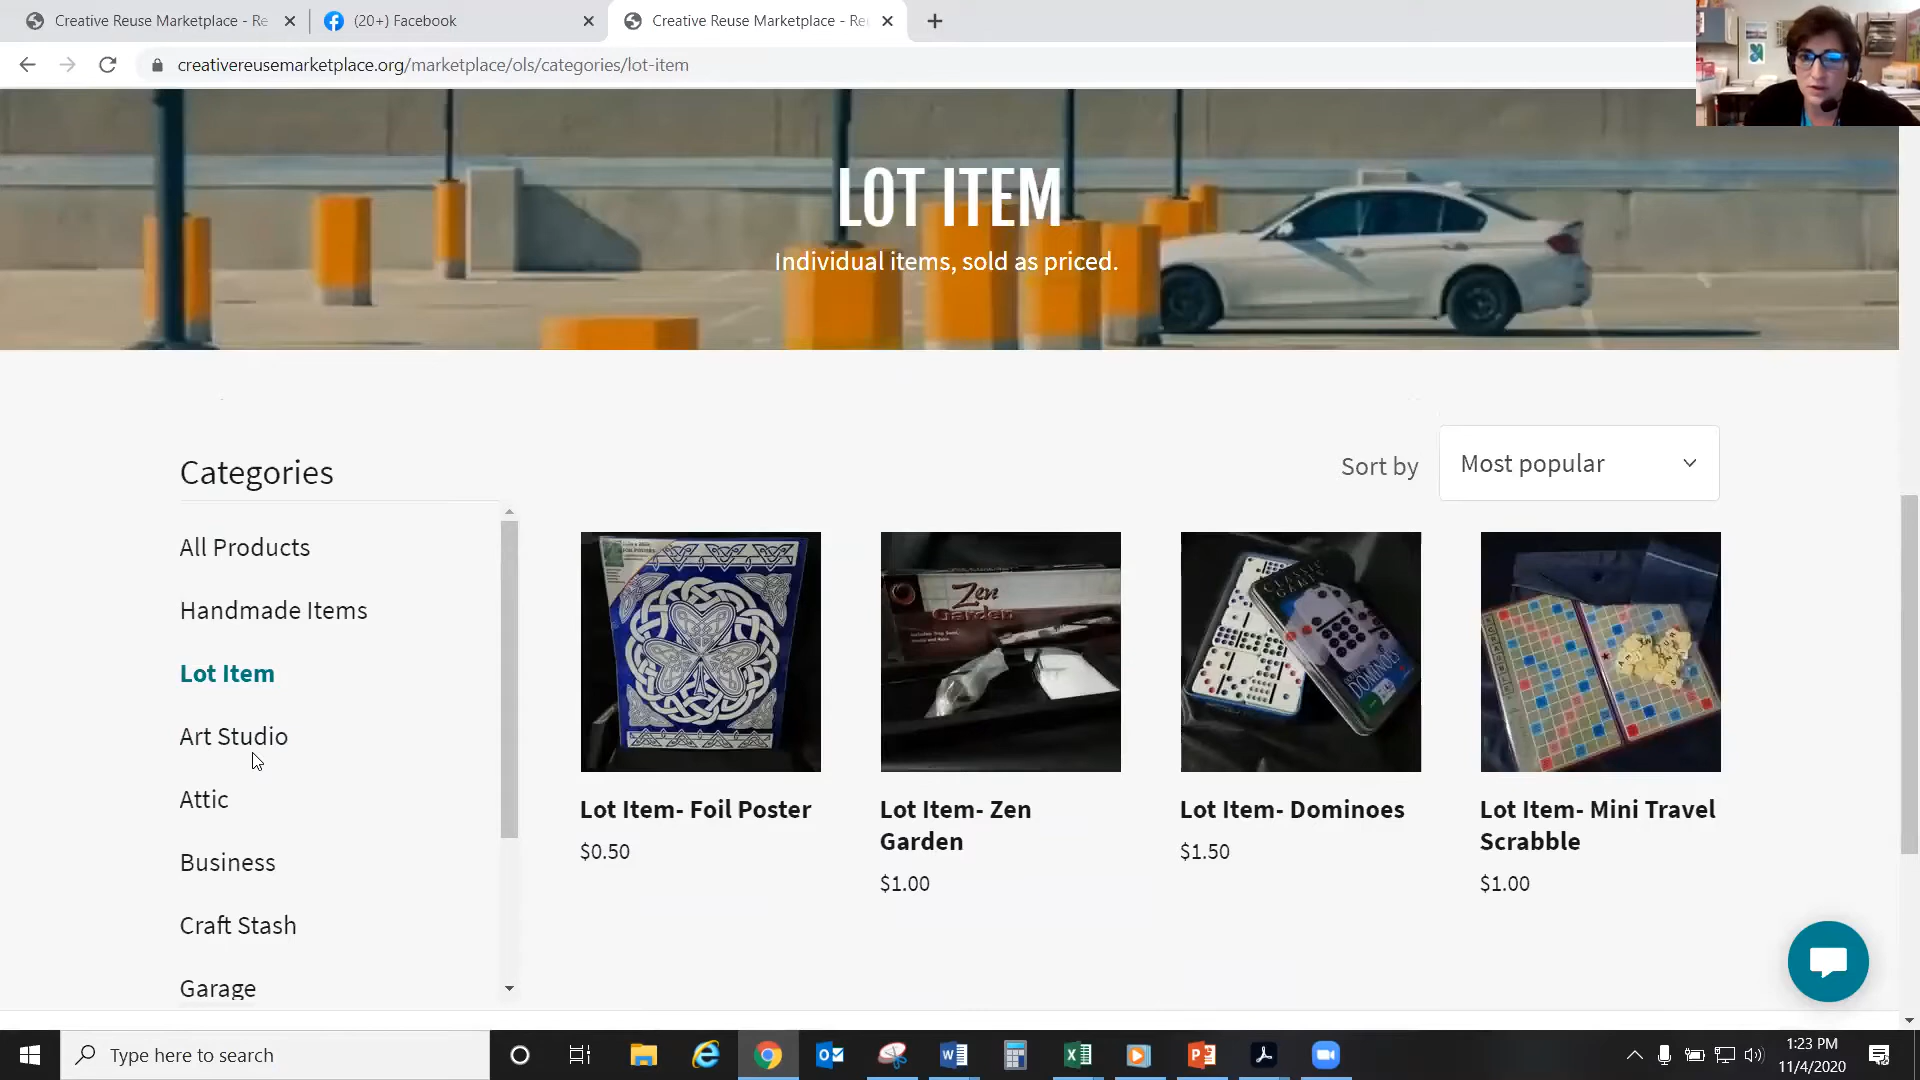 Creative Reuse Marketplace - Re
(20+) Facebook
Creative Reuse Marketplace - Re
creativereusemarketplace.org/marketplace/ols/categories/lot-item
LOT ITEM
Individual items, sold as priced.
Categories
Sort by
Most popular
All Products
Handmade Items
Lot Item
Art Studio
Attic
Business
Craft Stash
Garage
Zen
Garden
CLASSIC
GAMES
DOMINOES
Lot Item- Foil Poster
$0.50
Lot Item- Zen
Garden
$1.00
Lot Item- Dominoes
$1.50
Lot Item- Mini Travel
Scrabble
$1.00
Type here to search
1:23 PM
11/4/2020